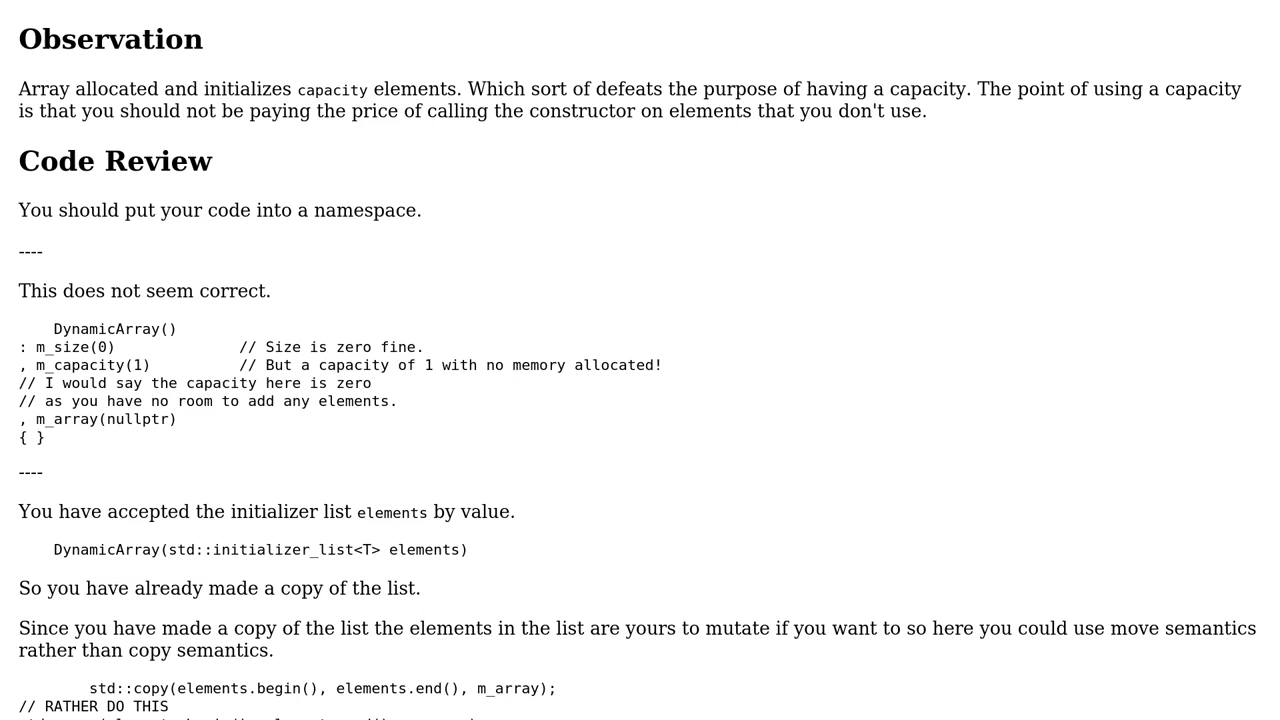 Observation
Array allocated and initializes capacity elements. Which sort of defeats the purpose of having a capacity. The point of using a capacity
is that you should not be paying the price of calling the constructor on elements that you don't use.
Code Review
You should put your code into a namespace.
----
This does not seem correct.
    DynamicArray()
: m_size(0)              // Size is zero fine.
, m_capacity(1)          // But a capacity of 1 with no memory allocated!
// I would say the capacity here is zero
// as you have no room to add any elements.
, m_array(nullptr)
{ }
----
You have accepted the initializer list elements by value.
    DynamicArray(std::initializer_list<T> elements)
So you have already made a copy of the list.
Since you have made a copy of the list the elements in the list are yours to mutate if you want to so here you could use move semantics
rather than copy semantics.
        std::copy(elements.begin(), elements.end(), m_array);
// RATHER DO THIS